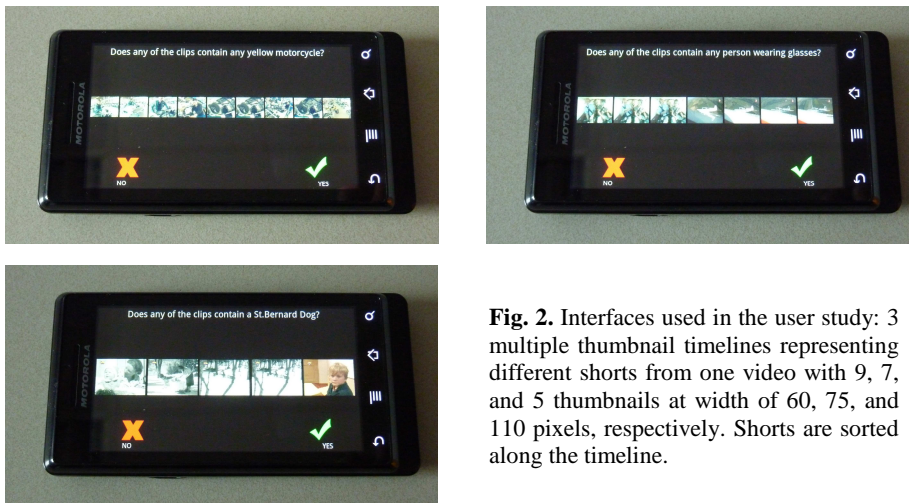 Does any of the clips contain any yellow motorcycle?
MOTOROLA
NO
YES
Does any of the clips contain any person wearing glasses?
MOTOROLA
NO
YES
Does any of the clips contain a St.Bernard Dog?
MOTOROLA
NO
YES
Fig. 2. Interfaces used in the user study: 3
multiple thumbnail timelines representing
different shorts from one video with 9, 7,
and 5 thumbnails at width of 60, 75, and
110 pixels, respectively. Shorts are sorted
along the timeline.